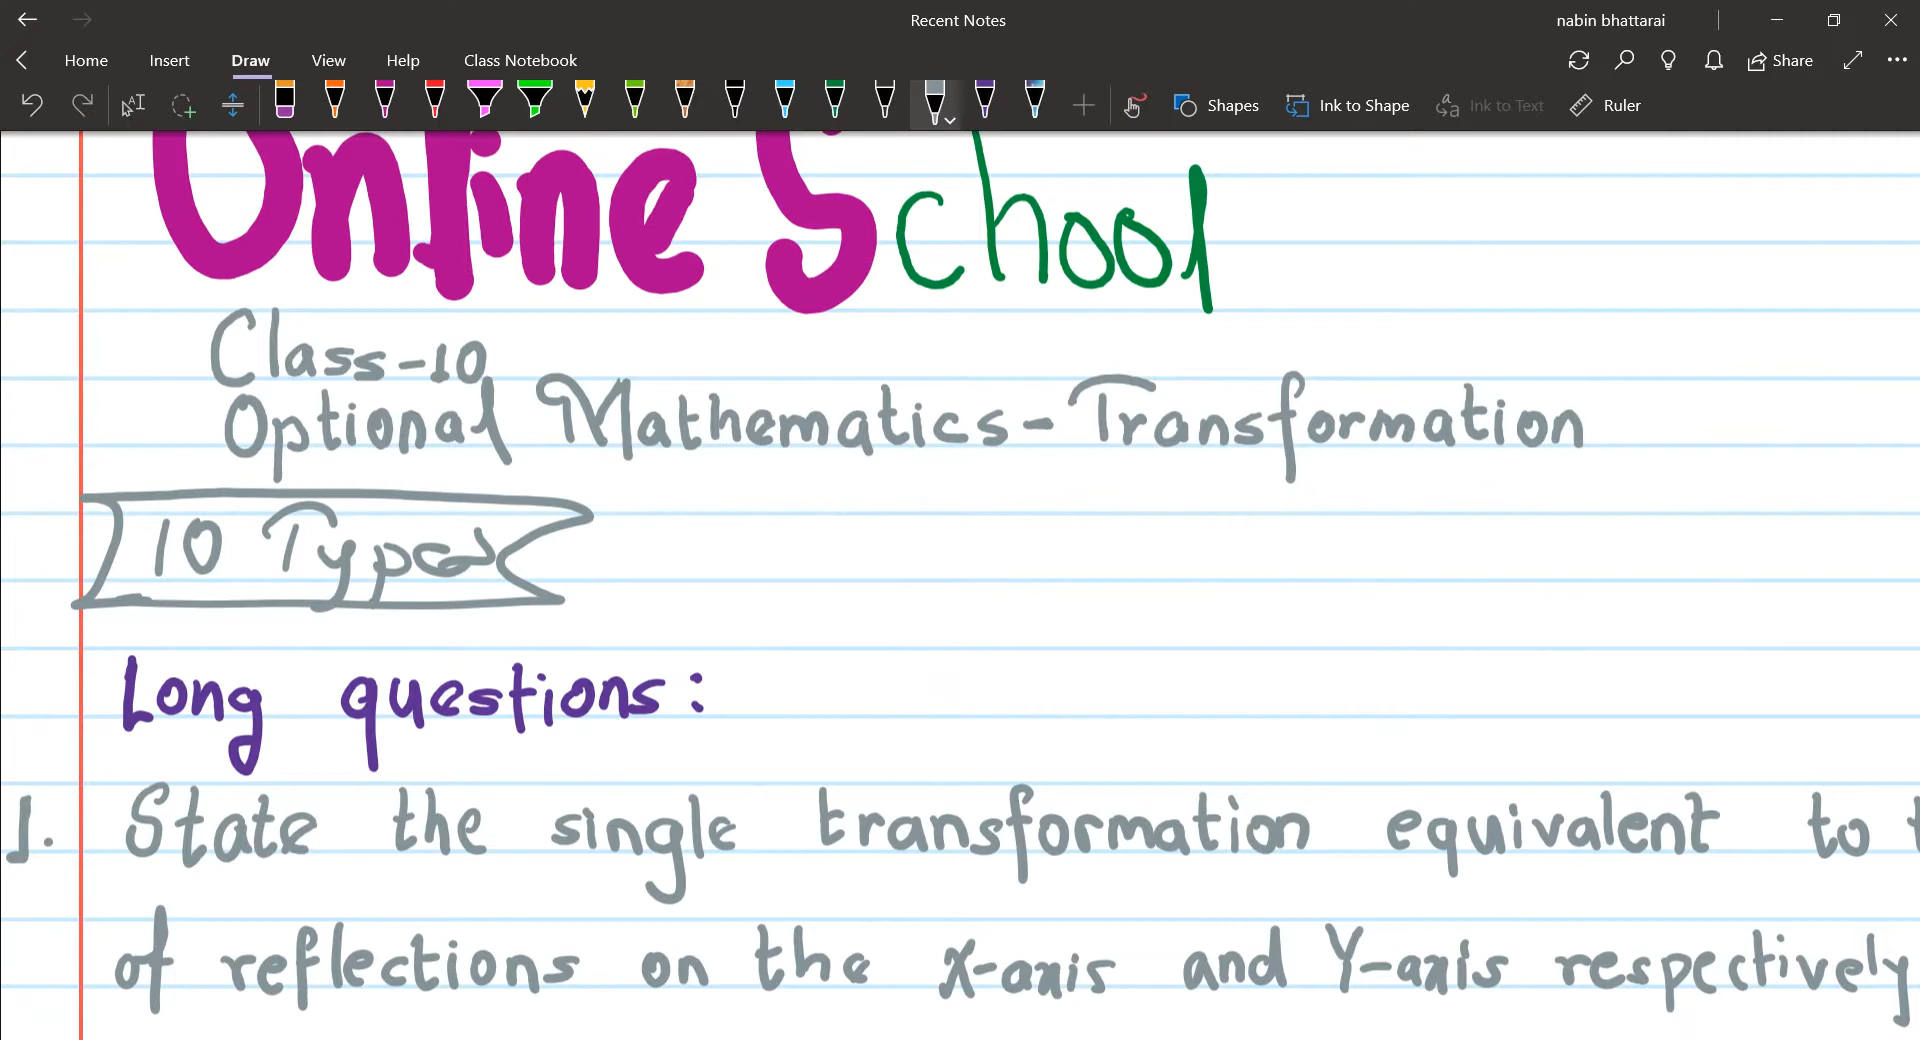 Recent Notes
nabin bhattarai
Home Insert Draw View Help Class Notebook Share
Shapes Ink to Shape Ink to Text Ruler
Online School
Class-10
Optional Mathematics-Transformation
10 Types
Long questions:
1. State the single transformation equivalent to
of reflections on the X-axis and Y-axis respectively